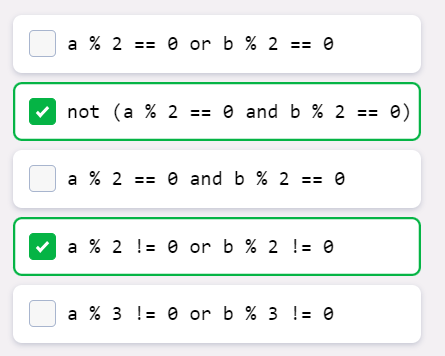 a % 2 == 0 or b % 2 == 0
not (a % 2 == 0 and b % 2 == 0)
a % 2 == 0 and b % 2 == 0
a % 2 != 0 or b % 2 != 0
a % 3 != 0 or b % 3 != 0